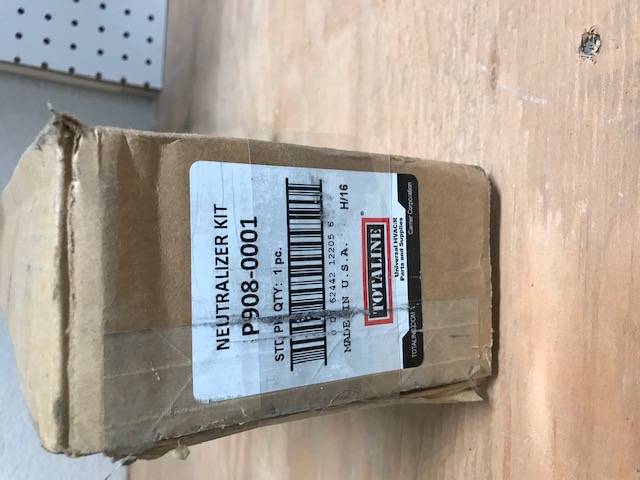 NEUTRALIZER KIT
P908-0001
STD PK QTY: 1 pc.
62442 12205 6
MADE IN U.S.A. H/16
TOTALINE
®
Universal HVAC/R
Parts and Supplies
TOTALINE.COM
Carrier Corporation